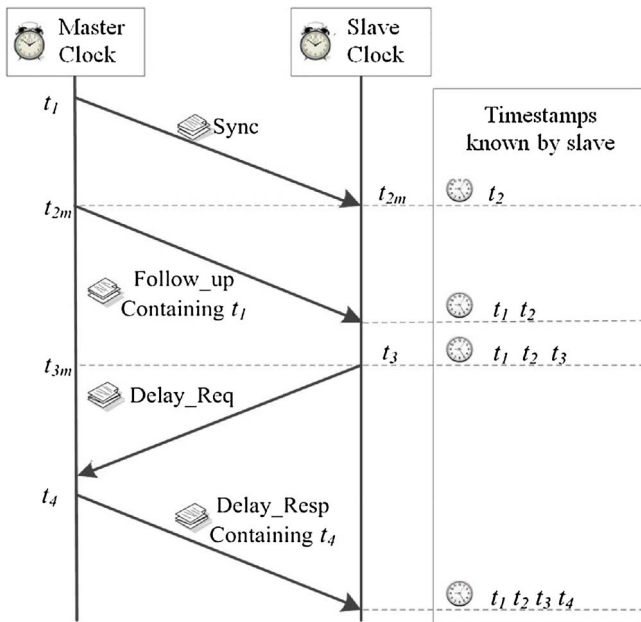 Master
Clock
Slave
Clock
Timestamps
known by slave
t1
Sync
t2m
t2m
t2
Follow_up
Containing t1
t1 t2
t3m
t3
t1 t2 t3
Delay_Req
t4
Delay_Resp
Containing t4
t1 t2 t3 t4